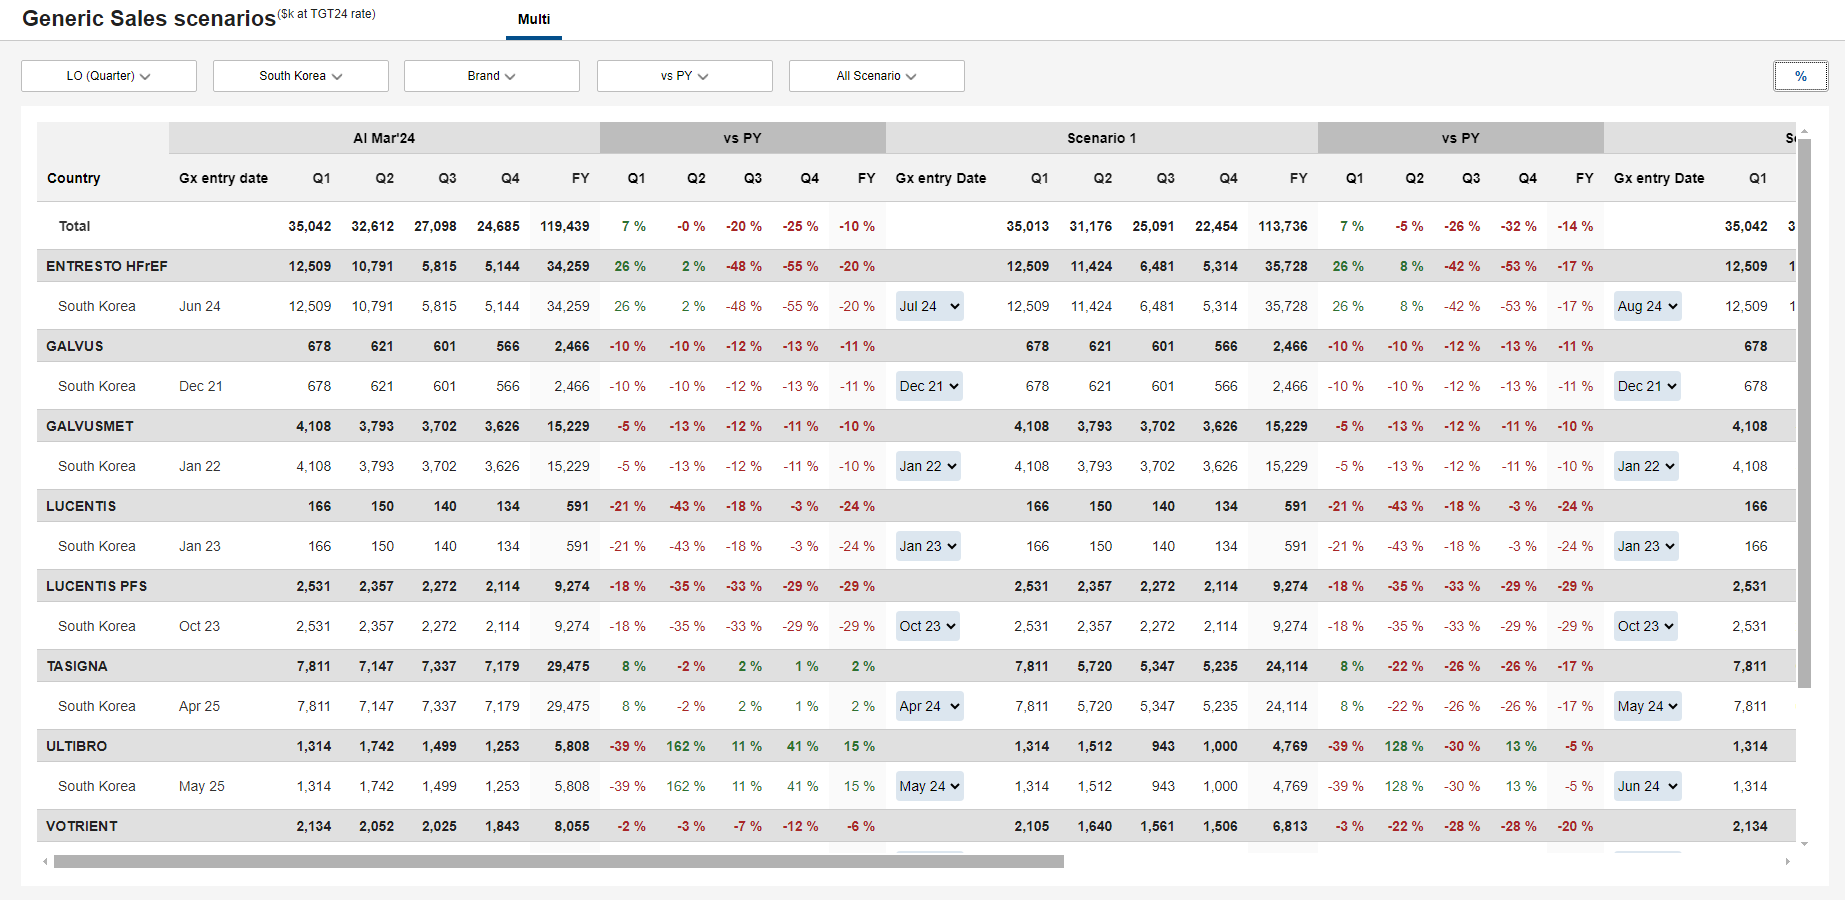 Generic Sales scenarios ($k at TGT24 rate) Multi
LO (Quarter) South Korea Brand vs PY All Scenario %
AI Mar'24 vs PY Scenario 1 vs PY
Country Gx entry date Q1 Q2 Q3 Q4 FY Q1 Q2 Q3 Q4 FY Gx entry Date Q1 Q2 Q3 Q4 FY Q1 Q2 Q3 Q4 FY Gx entry Date Q1
Total 35,042 32,612 27,098 24,685 119,439 7 % -0 % -20 % -25 % -10 % 35,013 31,176 25,091 22,454 113,736 7 % -5 % -26 % -32 % -14 % 35,042 3
ENTRESTO HFrEF 12,509 10,791 5,815 5,144 34,259 26 % 2 % -48 % -55 % -20 % 12,509 11,424 6,481 5,314 35,728 26 % 8 % -42 % -53 % -17 % 12,509 1
South Korea Jun 24 12,509 10,791 5,815 5,144 34,259 26 % 2 % -48 % -55 % -20 % Jul 24 12,509 11,424 6,481 5,314 35,728 26 % 8 % -42 % -53 % -17 % Aug 24 12,509 1
GALVUS 678 621 601 566 2,466 -10 % -10 % -12 % -13 % -11 % 678 621 601 566 2,466 -10 % -10 % -12 % -13 % -11 % 678
South Korea Dec 21 678 621 601 566 2,466 -10 % -10 % -12 % -13 % -11 % Dec 21 678 621 601 566 2,466 -10 % -10 % -12 % -13 % -11 % Dec 21 678
GALVUSMET 4,108 3,793 3,702 3,626 15,229 -5 % -13 % -12 % -11 % -10 % 4,108 3,793 3,702 3,626 15,229 -5 % -13 % -12 % -11 % -10 % 4,108
South Korea Jan 22 4,108 3,793 3,702 3,626 15,229 -5 % -13 % -12 % -11 % -10 % Jan 22 4,108 3,793 3,702 3,626 15,229 -5 % -13 % -12 % -11 % -10 % Jan 22 4,108
LUCENTIS 166 150 140 134 591 -21 % -43 % -18 % -3 % -24 % 166 150 140 134 591 -21 % -43 % -18 % -3 % -24 % 166
South Korea Jan 23 166 150 140 134 591 -21 % -43 % -18 % -3 % -24 % Jan 23 166 150 140 134 591 -21 % -43 % -18 % -3 % -24 % Jan 23 166
LUCENTIS PFS 2,531 2,357 2,272 2,114 9,274 -18 % -35 % -33 % -29 % -29 % 2,531 2,357 2,272 2,114 9,274 -18 % -35 % -33 % -29 % -29 % 2,531
South Korea Oct 23 2,531 2,357 2,272 2,114 9,274 -18 % -35 % -33 % -29 % -29 % Oct 23 2,531 2,357 2,272 2,114 9,274 -18 % -35 % -33 % -29 % -29 % Oct 23 2,531
TASIGNA 7,811 7,147 7,337 7,179 29,475 8 % -2 % 2 % 1 % 2 % 7,811 5,720 5,347 5,235 24,114 8 % -22 % -26 % -26 % -17 % 7,811
South Korea Apr 25 7,811 7,147 7,337 7,179 29,475 8 % -2 % 2 % 1 % 2 % Apr 24 7,811 5,720 5,347 5,235 24,114 8 % -22 % -26 % -26 % -17 % May 24 7,811
ULTIBRO 1,314 1,742 1,499 1,253 5,808 -39 % 162 % 11 % 41 % 15 % 1,314 1,512 943 1,000 4,769 -39 % 128 % -30 % 13 % -5 % 1,314
South Korea May 25 1,314 1,742 1,499 1,253 5,808 -39 % 162 % 11 % 41 % 15 % May 24 1,314 1,512 943 1,000 4,769 -39 % 128 % -30 % 13 % -5 % Jun 24 1,314
VOTRIENT 2,134 2,052 2,025 1,843 8,055 -2 % -3 % -7 % -12 % -6 % 2,105 1,640 1,561 1,506 6,813 -3 % -22 % -28 % -28 % -20 % 2,134